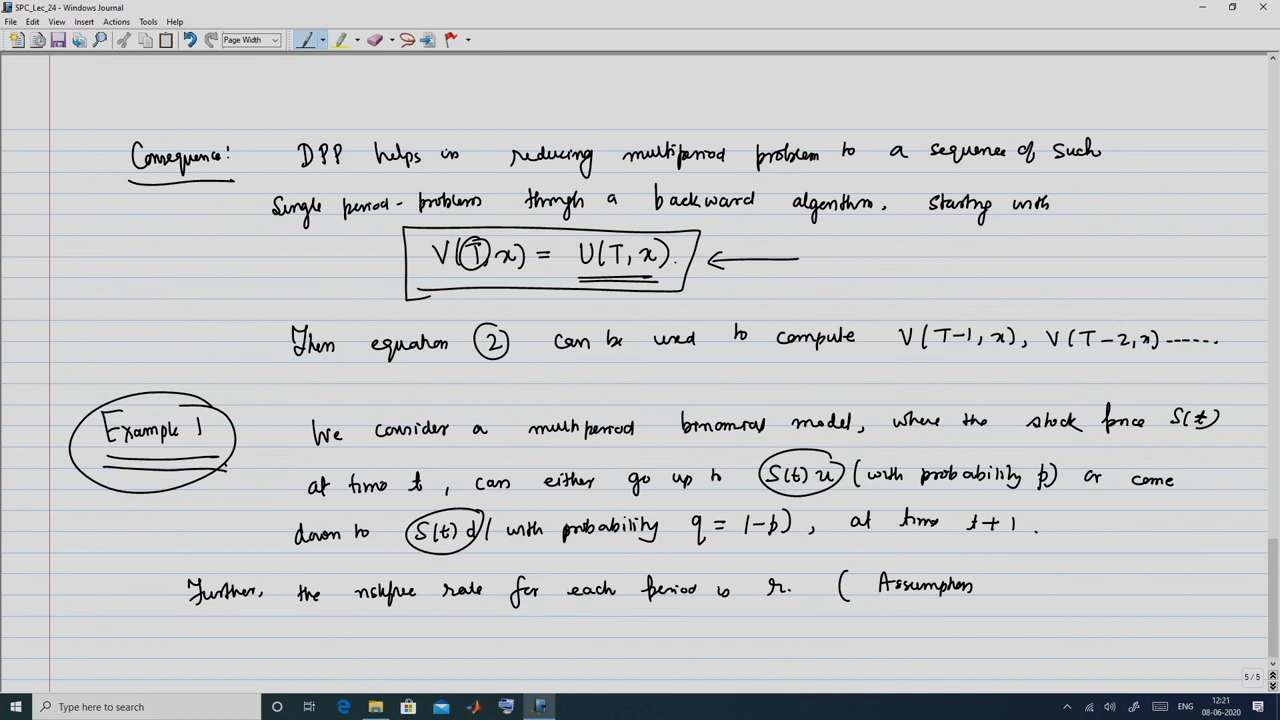 SPC_Lec_24 - Windows Journal
File Edit View Insert Actions Tools Help
Page Width
Consequence: DPP helps in reducing multiperiod problem to a sequence of such
single period-problems through a backward algorithm, starting with
V(T, x) = U(T, x).
Then equation 2 can be used to compute V(T-1, x), V(T-2, x) ------
Example 1 We consider a multiperiod binomial model, where the stock price S(t)
at time t, can either go up to S(t) u (with probability p) or come
down to S(t) d (with probability q = 1-p), at time t+1.
Further, the riskfree rate for each period is r. ( Assumptions
5 / 5
Type here to search
ENG
12:21
08-06-2020